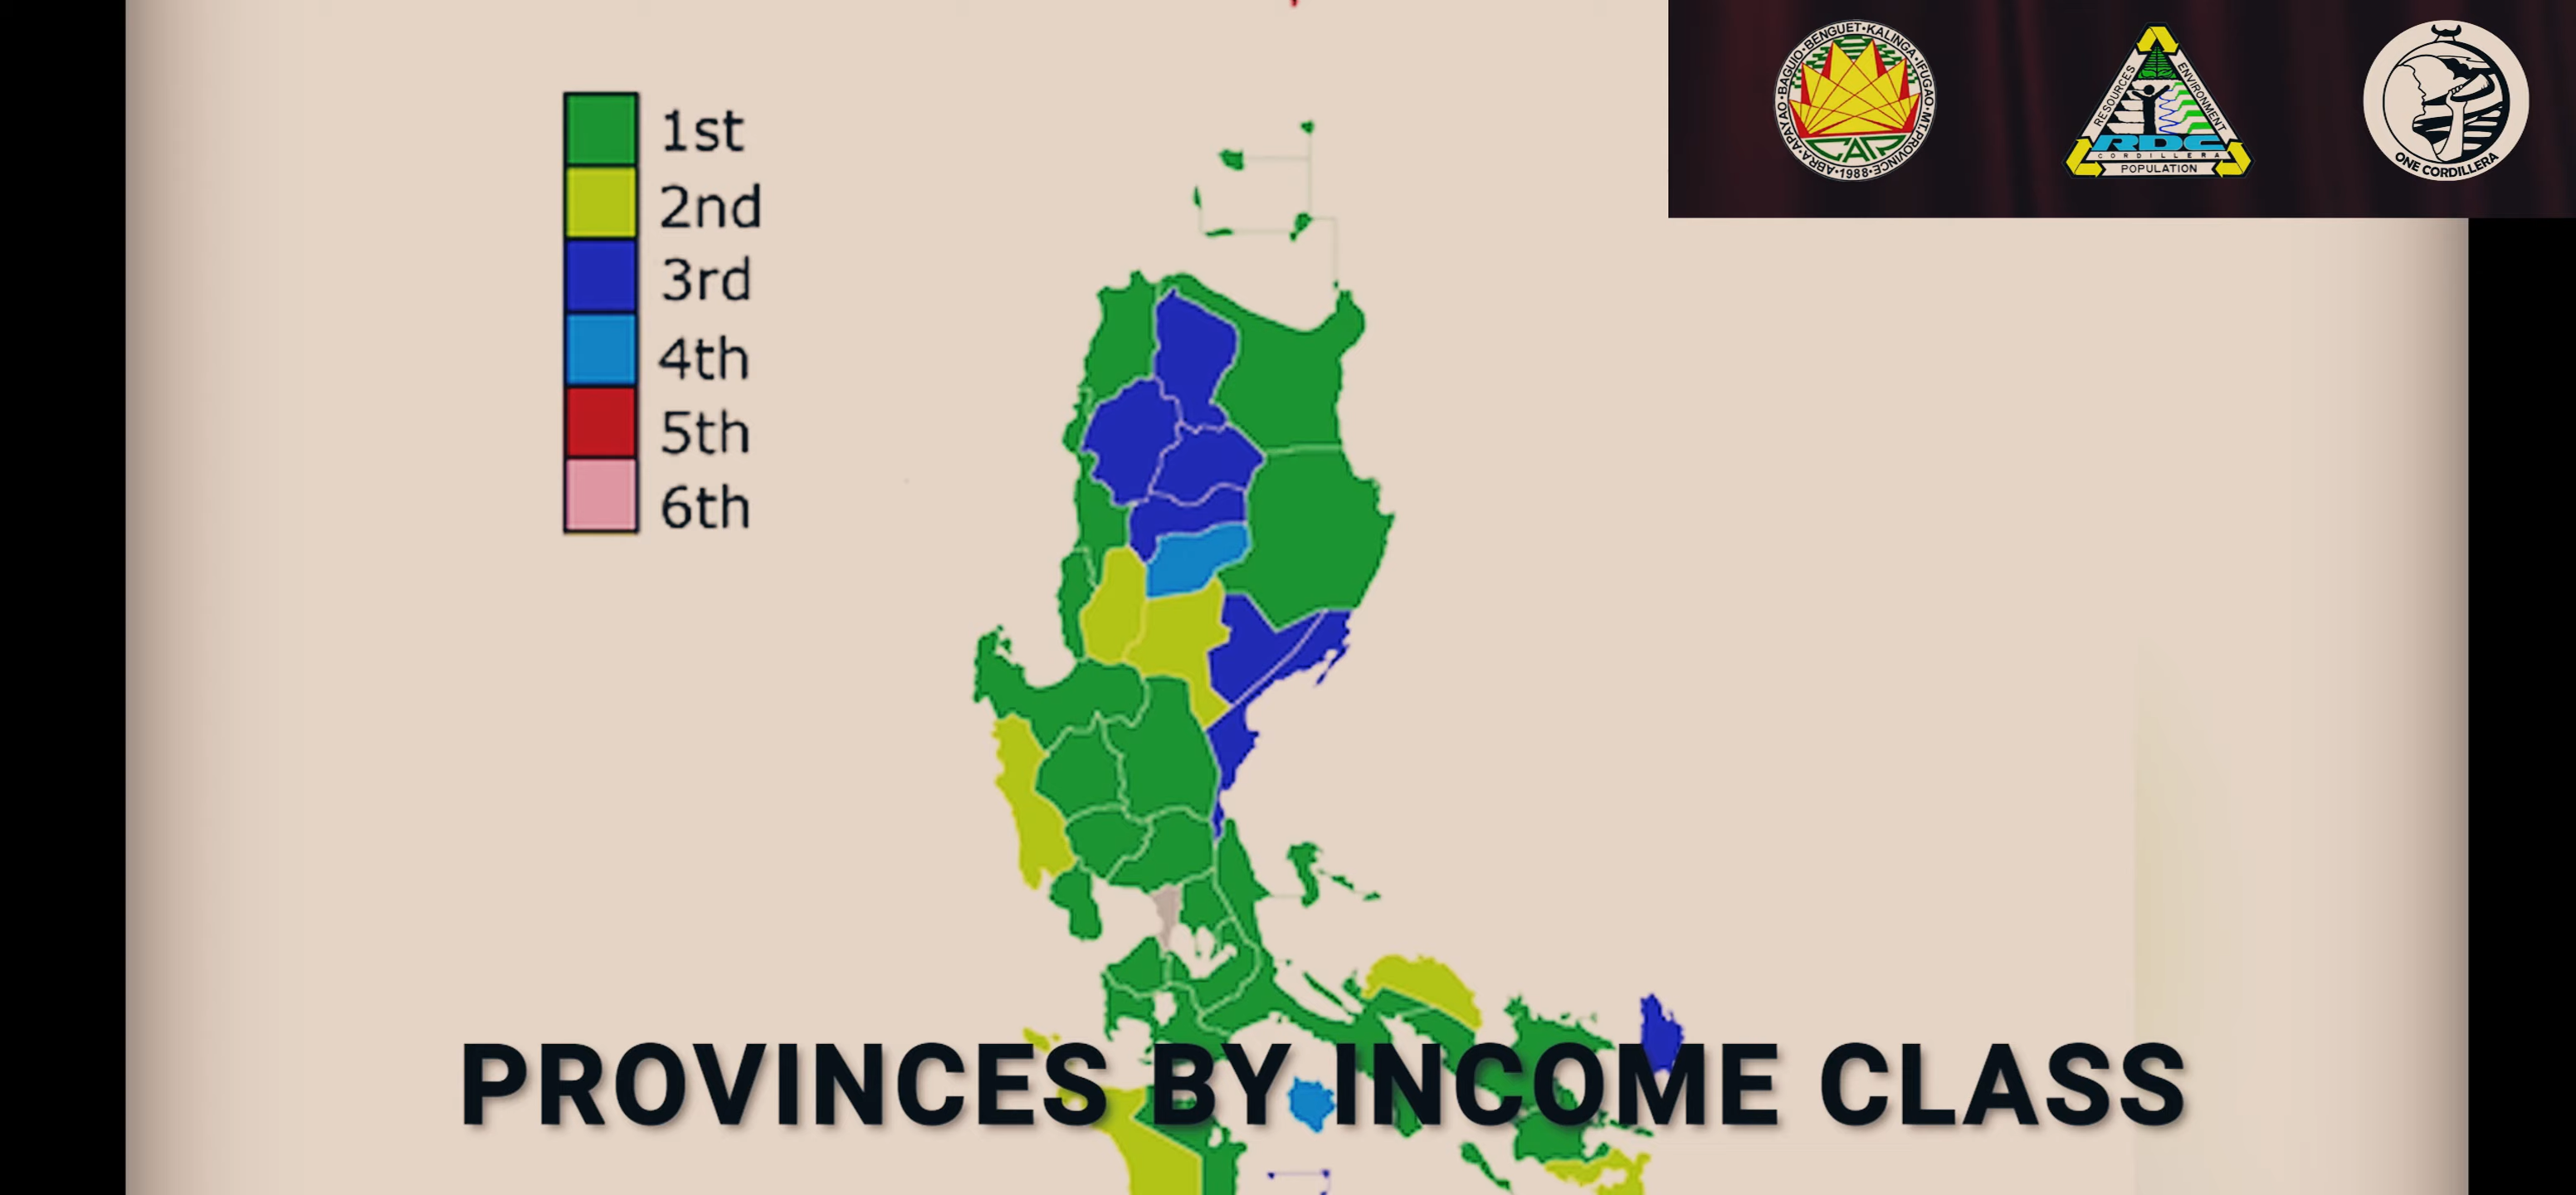 1st
2nd
3rd
4th
5th
6th
ABRA·APAYAO·BAGUIO·BENGUET·KALINGA·IFUGAO·MT.PROVINCE·1988
CAR
RESOURCES
ENVIRONMENT
RDC
CORDILLERA
POPULATION
ONE CORDILLERA
PROVINCES BY INCOME CLASS